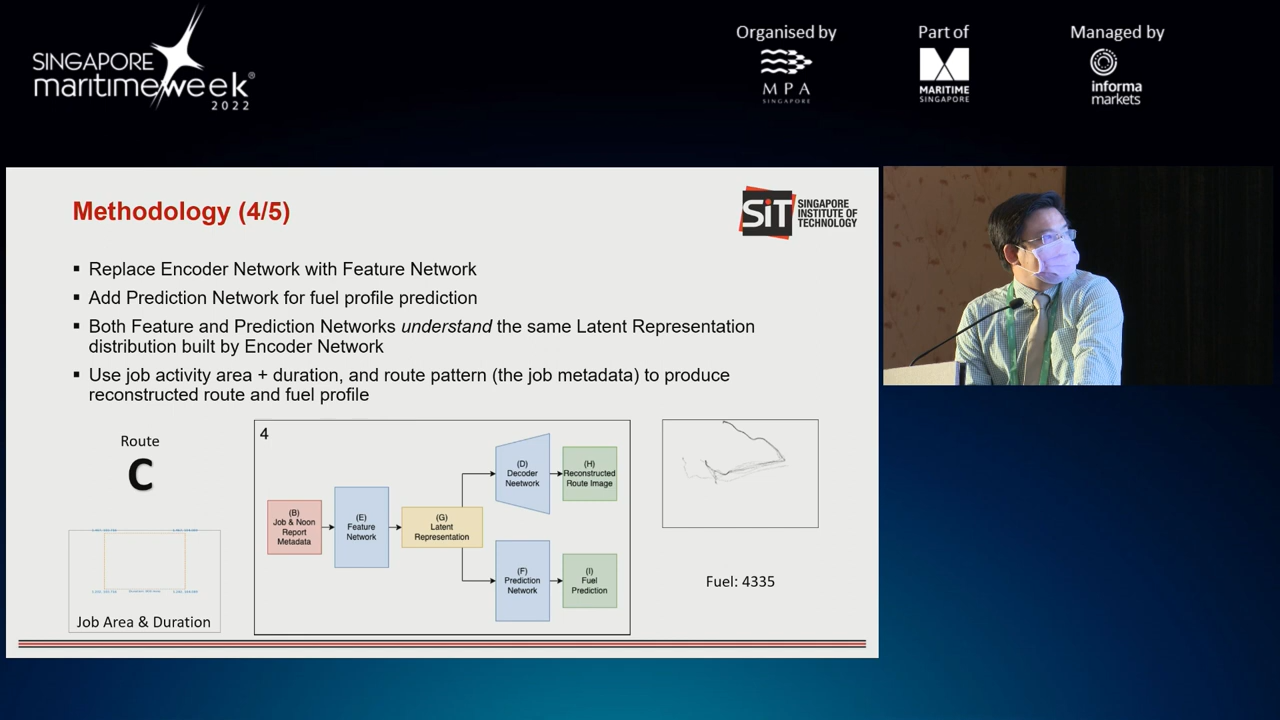 SINGAPORE
maritimeweek®
2022
Organised by
MPA
SINGAPORE
Part of
MARITIME
SINGAPORE
Managed by
informa
markets
Methodology (4/5)
SiT
SINGAPORE
INSTITUTE OF
TECHNOLOGY
▪ Replace Encoder Network with Feature Network
▪ Add Prediction Network for fuel profile prediction
▪ Both Feature and Prediction Networks understand the same Latent Representation
distribution built by Encoder Network
▪ Use job activity area + duration, and route pattern (the job metadata) to produce
reconstructed route and fuel profile
Route
C
Job Area & Duration
4
(B)
Job & Noon
Report
Metadata
(E)
Feature
Network
(G)
Latent
Representation
(D)
Decoder
Neetwork
(H)
Reconstructed
Route Image
(F)
Prediction
Network
(I)
Fuel
Prediction
Fuel: 4335